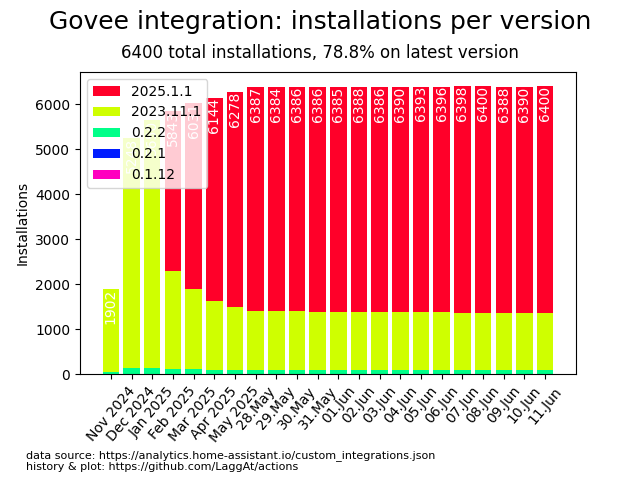 Govee integration: installations per version
6400 total installations, 78.8% on latest version
Installations
6000
5000
4000
3000
2000
1000
0
2025.1.1
2023.11.1
0.2.2
0.2.1
0.1.12
1902
6144
6278
6387
6384
6386
6386
6385
6388
6386
6390
6393
6396
6398
6400
6388
6390
6400
Nov 2024
Dec 2024
Jan 2025
Feb 2025
Mar 2025
Apr 2025
May 2025
28.May
29.May
30.May
31.May
01.Jun
02.Jun
03.Jun
04.Jun
05.Jun
06.Jun
07.Jun
08.Jun
09.Jun
10.Jun
11.Jun
data source: https://analytics.home-assistant.io/custom_integrations.json
history & plot: https://github.com/LaggAt/actions